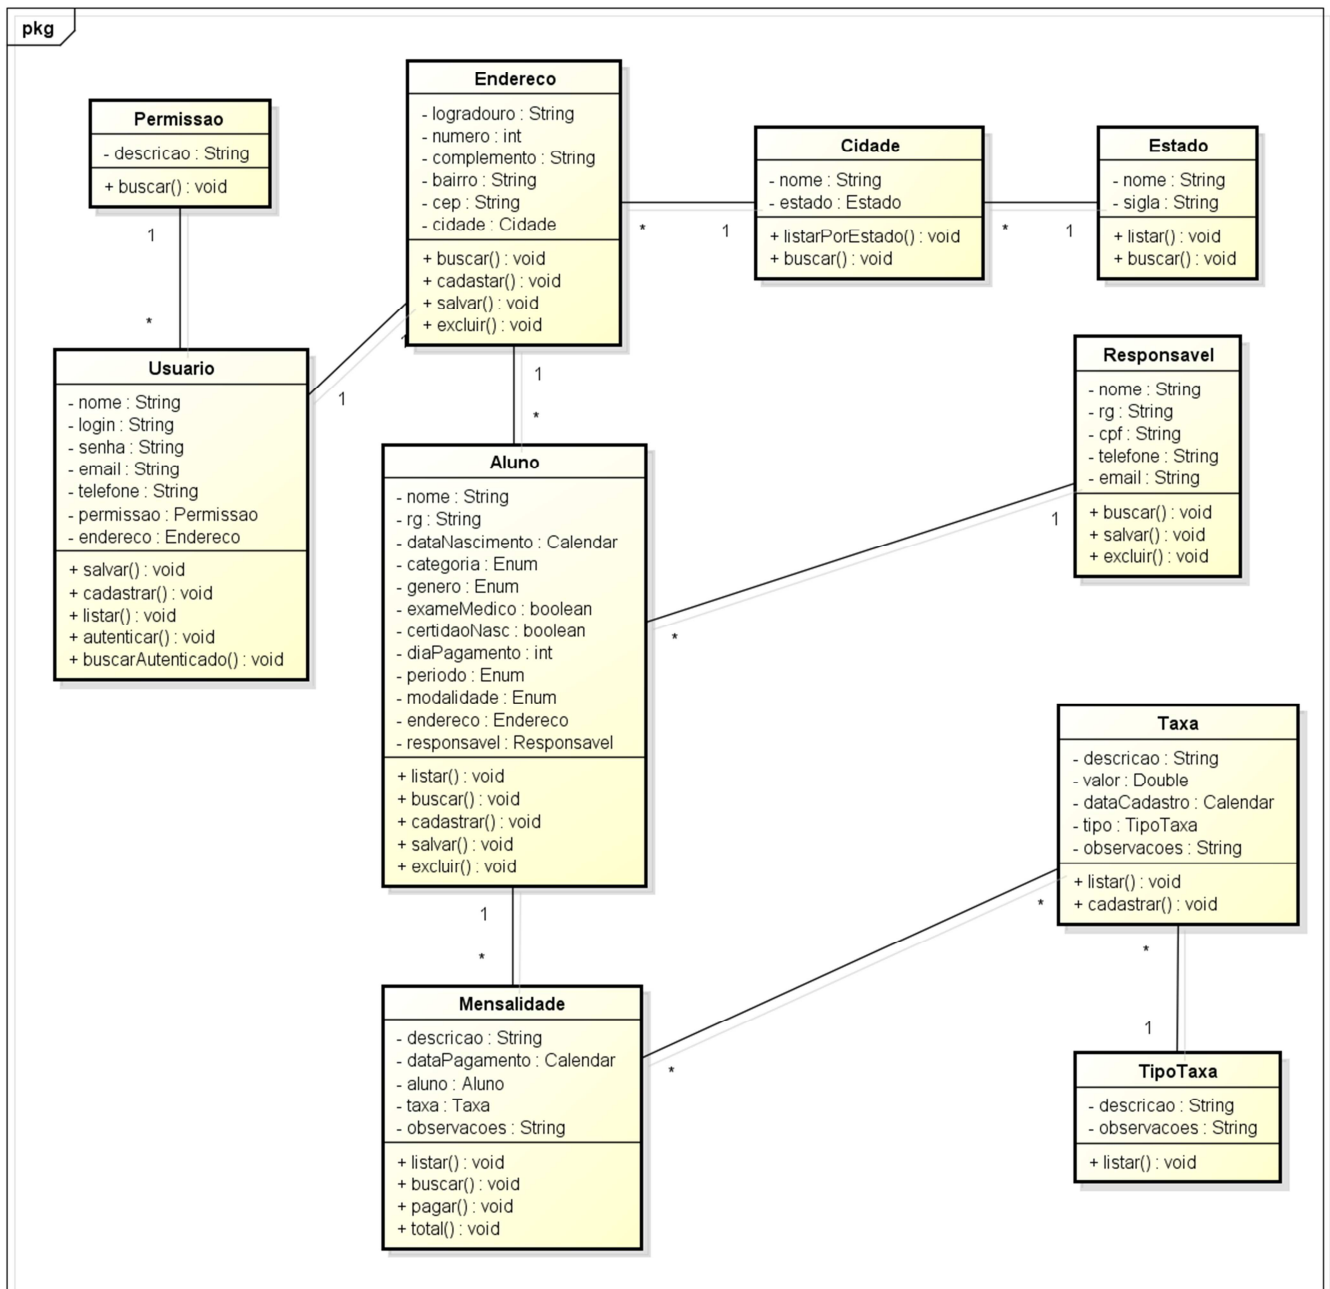 pkg
Permissao
- descricao : String
+ buscar() : void
1
*
Endereco
- logradouro : String
- numero : int
- complemento : String
- bairro : String
- cep : String
- cidade : Cidade
+ buscar() : void
+ cadastar() : void
+ salvar() : void
+ excluir() : void
*
1
Cidade
- nome : String
- estado : Estado
+ listarPorEstado() : void
+ buscar() : void
*
1
Estado
- nome : String
- sigla : String
+ listar() : void
+ buscar() : void
Usuario
- nome : String
- login : String
- senha : String
- email : String
- telefone : String
- permissao : Permissao
- endereco : Endereco
+ salvar() : void
+ cadastrar() : void
+ listar() : void
+ autenticar() : void
+ buscarAutenticado() : void
1
1
1
*
Responsavel
- nome : String
- rg : String
- cpf : String
- telefone : String
- email : String
+ buscar() : void
+ salvar() : void
+ excluir() : void
1
*
Aluno
- nome : String
- rg : String
- dataNascimento : Calendar
- categoria : Enum
- genero : Enum
- exameMedico : boolean
- certidaoNasc : boolean
- diaPagamento : int
- periodo : Enum
- modalidade : Enum
- endereco : Endereco
- responsavel : Responsavel
+ listar() : void
+ buscar() : void
+ cadastrar() : void
+ salvar() : void
+ excluir() : void
1
*
Taxa
- descricao : String
- valor : Double
- dataCadastro : Calendar
- tipo : TipoTaxa
- observacoes : String
+ listar() : void
+ cadastrar() : void
*
*
1
*
Mensalidade
- descricao : String
- dataPagamento : Calendar
- aluno : Aluno
- taxa : Taxa
- observacoes : String
+ listar() : void
+ buscar() : void
+ pagar() : void
+ total() : void
TipoTaxa
- descricao : String
- observacoes : String
+ listar() : void